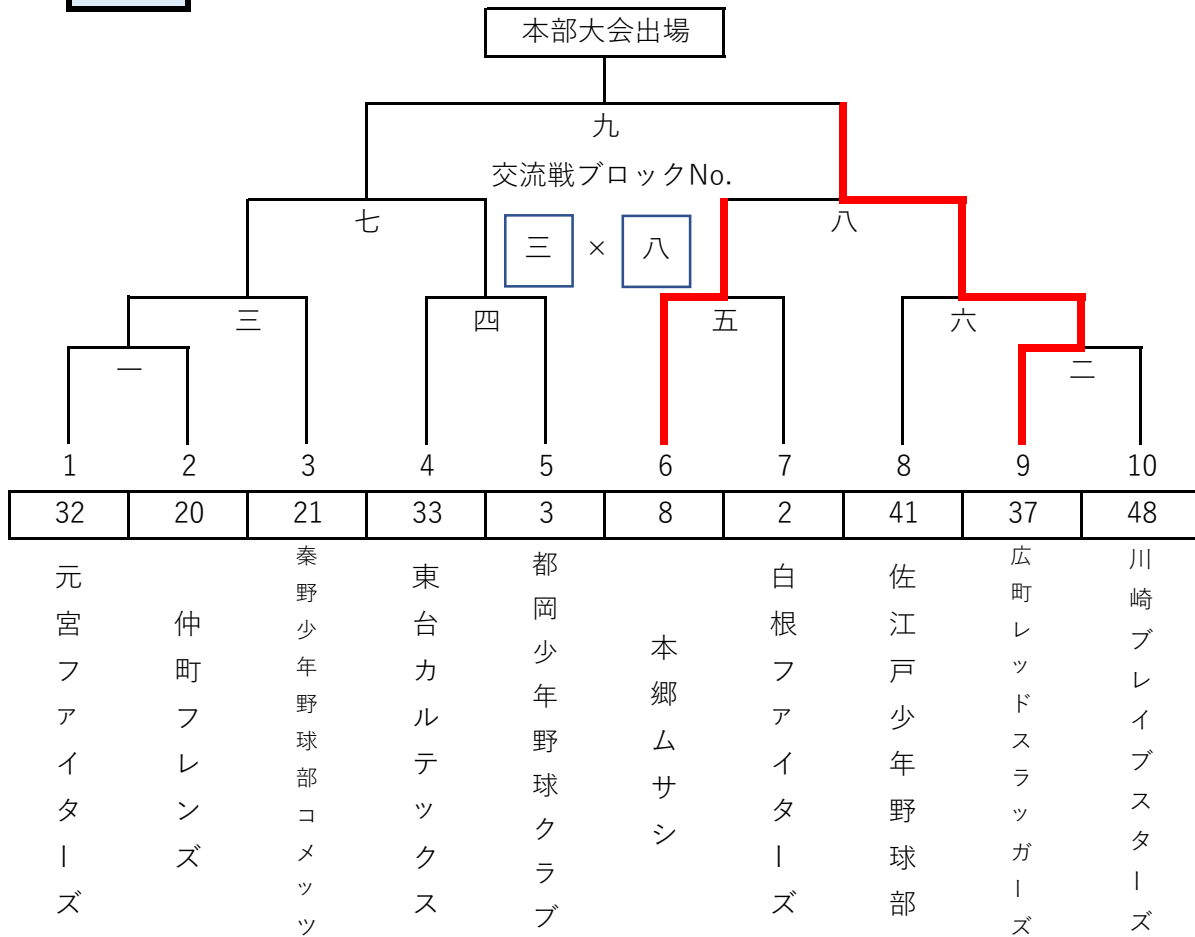 本部大会出場
九
交流戦ブロックNo.
七
三 × 八
八
三
四
五
六
一
二
1 2 3 4 5 6 7 8 9 10
32 20 21 33 3 8 2 41 37 48
元宮ファイターズ
仲町フレンズ
秦野少年野球部コメッツ
東台カルテックス
都岡少年野球クラブ
本郷ムサシ
白根ファイターズ
佐江戸少年野球部
広町レッドスラッガーズ
川崎ブレイブスターズ